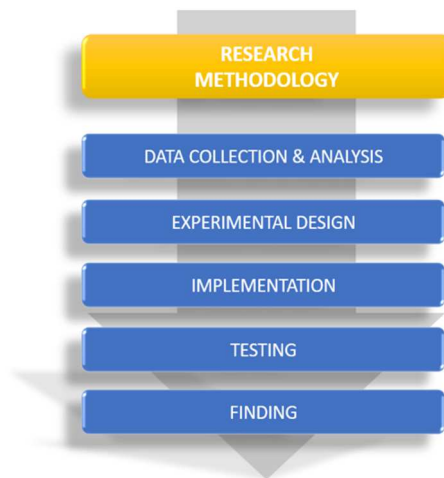 RESEARCH
METHODOLOGY
DATA COLLECTION & ANALYSIS
EXPERIMENTAL DESIGN
IMPLEMENTATION
TESTING
FINDING